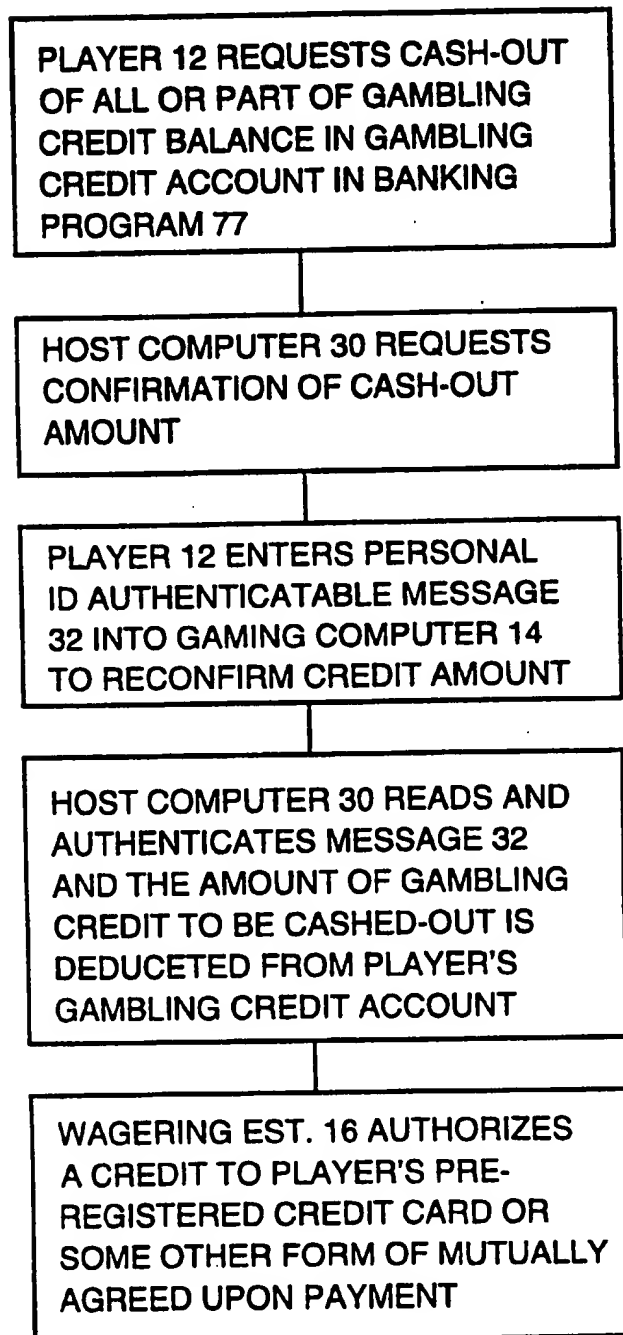 PLAYER 12 REQUESTS CASH-OUT
OF ALL OR PART OF GAMBLING
CREDIT BALANCE IN GAMBLING
CREDIT ACCOUNT IN BANKING
PROGRAM 77
HOST COMPUTER 30 REQUESTS
CONFIRMATION OF CASH-OUT
AMOUNT
PLAYER 12 ENTERS PERSONAL
ID AUTHENTICATABLE MESSAGE
32 INTO GAMING COMPUTER 14
TO RECONFIRM CREDIT AMOUNT
HOST COMPUTER 30 READS AND
AUTHENTICATES MESSAGE 32
AND THE AMOUNT OF GAMBLING
CREDIT TO BE CASHED-OUT IS
DEDUCETED FROM PLAYER'S
GAMBLING CREDIT ACCOUNT
WAGERING EST. 16 AUTHORIZES
A CREDIT TO PLAYER'S PRE-
REGISTERED CREDIT CARD OR
SOME OTHER FORM OF MUTUALLY
AGREED UPON PAYMENT